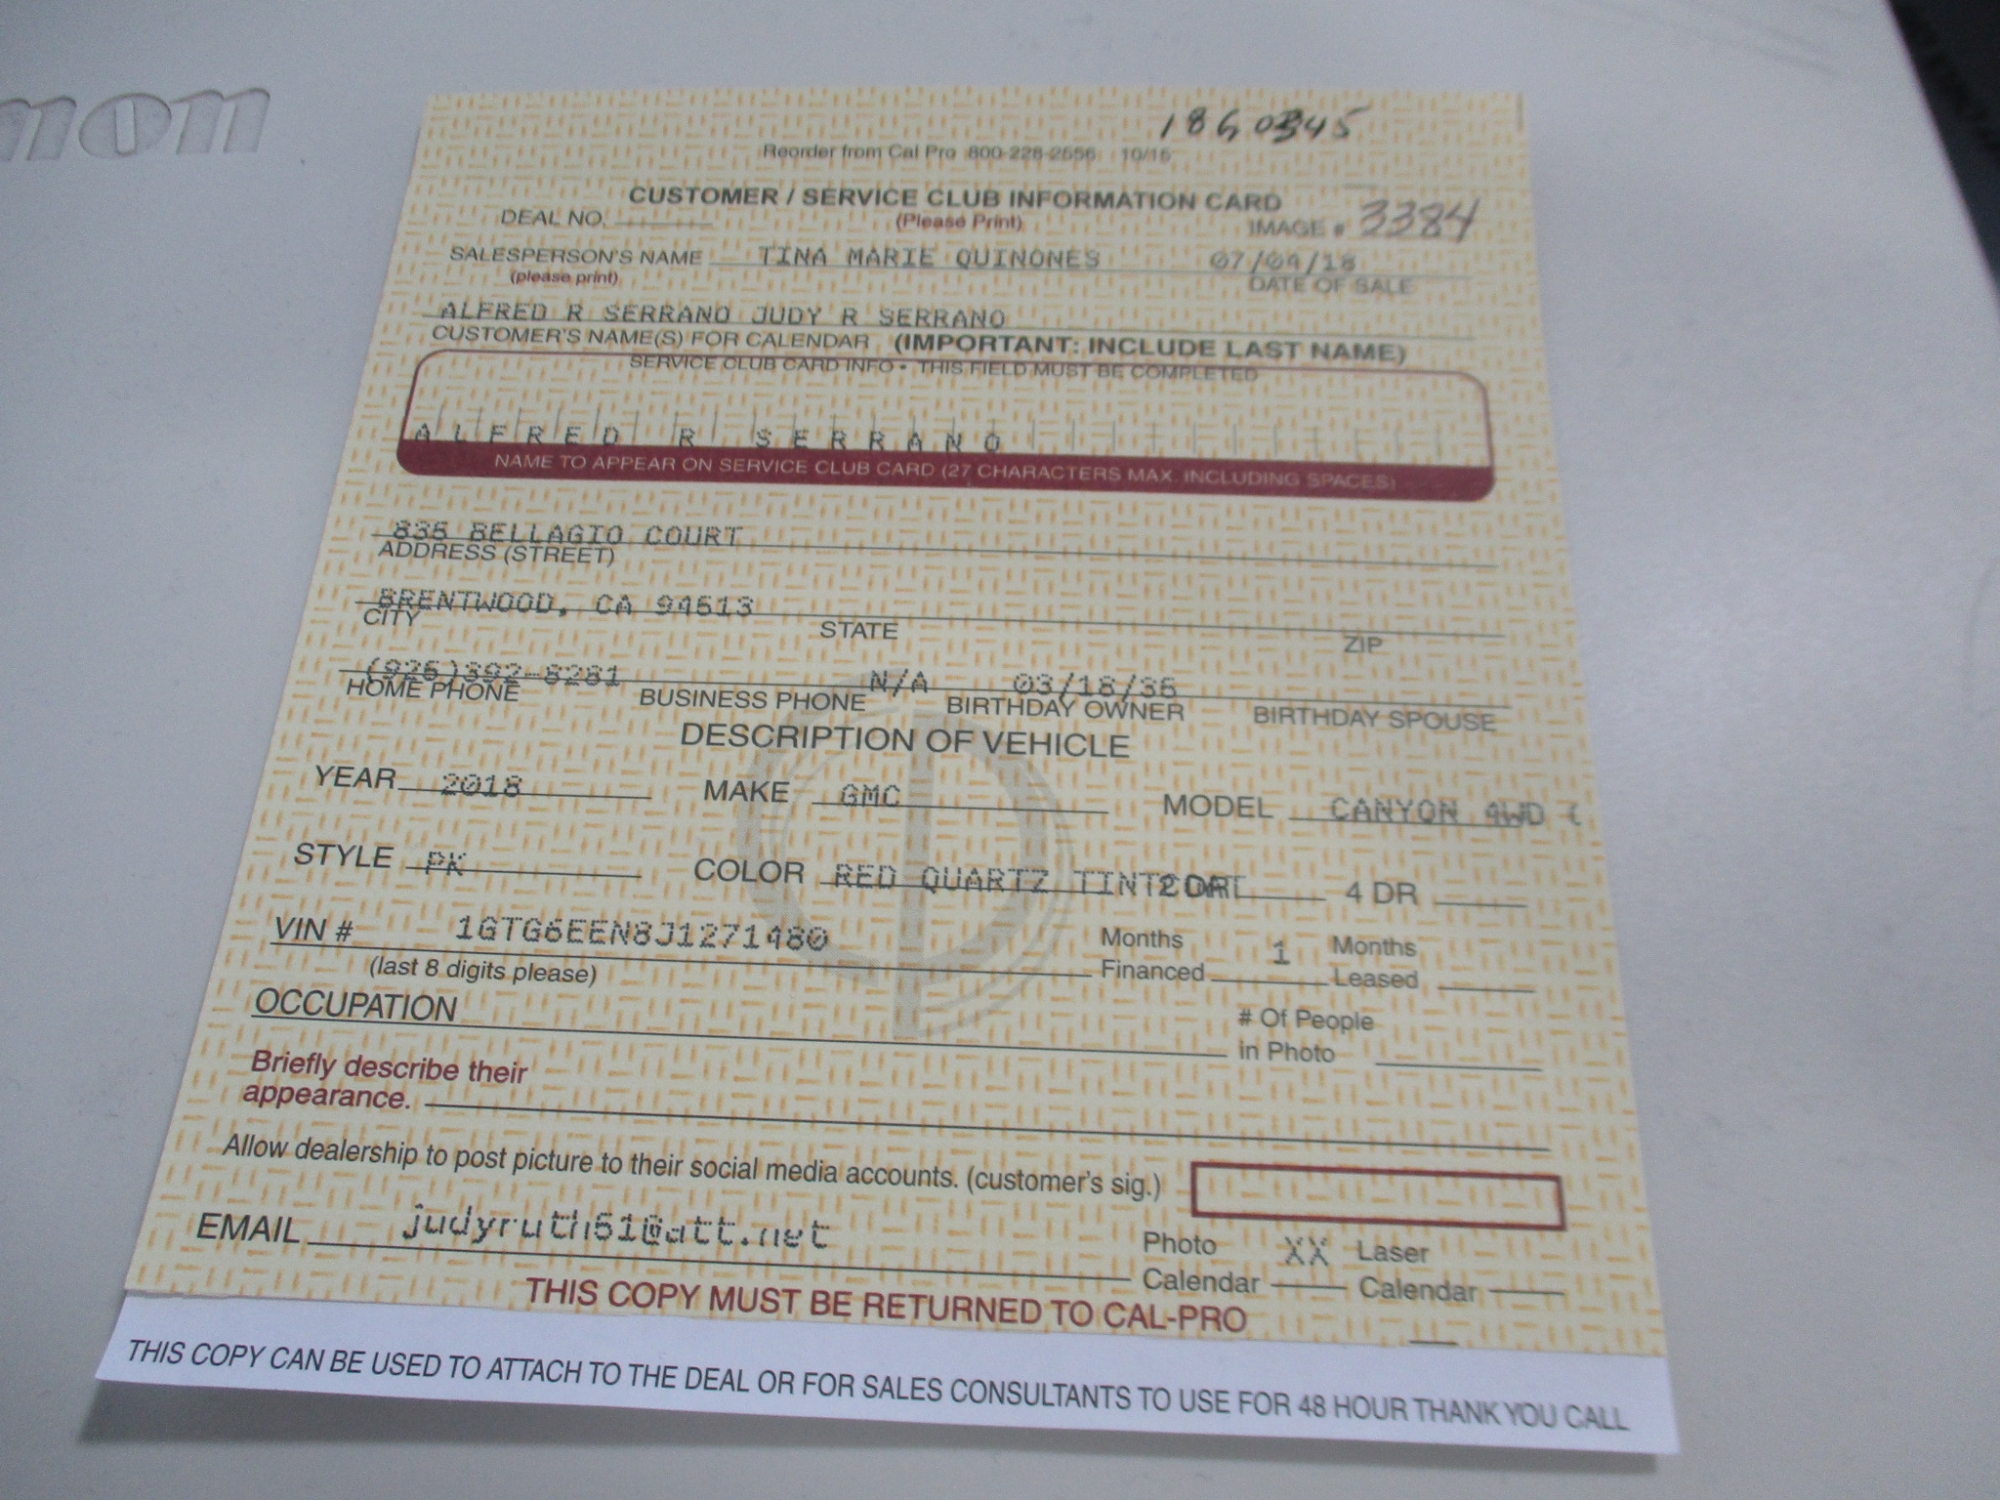 1860345
Reorder from Cal Pro 800-228-2656 10/16
CUSTOMER / SERVICE CLUB INFORMATION CARD
DEAL NO. (Please Print) IMAGE # 3384
SALESPERSON'S NAME TINA MARIE QUINONES 07/09/18
(please print) DATE OF SALE
ALFRED R SERRANO JUDY R SERRANO
CUSTOMER'S NAME(S) FOR CALENDAR (IMPORTANT: INCLUDE LAST NAME)
SERVICE CLUB CARD INFO • THIS FIELD MUST BE COMPLETED
ALFRED R SERRANO
NAME TO APPEAR ON SERVICE CLUB CARD (27 CHARACTERS MAX. INCLUDING SPACES)
835 BELLAGIO COURT
ADDRESS (STREET)
BRENTWOOD, CA 94513
CITY STATE ZIP
(925)392-8281 N/A 03/18/36
HOME PHONE BUSINESS PHONE BIRTHDAY OWNER BIRTHDAY SPOUSE
DESCRIPTION OF VEHICLE
YEAR 2018 MAKE GMC MODEL CANYON 4WD
STYLE PK COLOR RED QUARTZ TINTCOAT 2 DR 4 DR
VIN # 1GTG6EEN8J1271480 Months Financed 1 Months Leased
(last 8 digits please)
OCCUPATION # Of People in Photo
Briefly describe their
appearance.
Allow dealership to post picture to their social media accounts. (customer's sig.)
EMAIL judyruth51@att.net Photo Calendar XX Laser Calendar
THIS COPY MUST BE RETURNED TO CAL-PRO
THIS COPY CAN BE USED TO ATTACH TO THE DEAL OR FOR SALES CONSULTANTS TO USE FOR 48 HOUR THANK YOU CALL